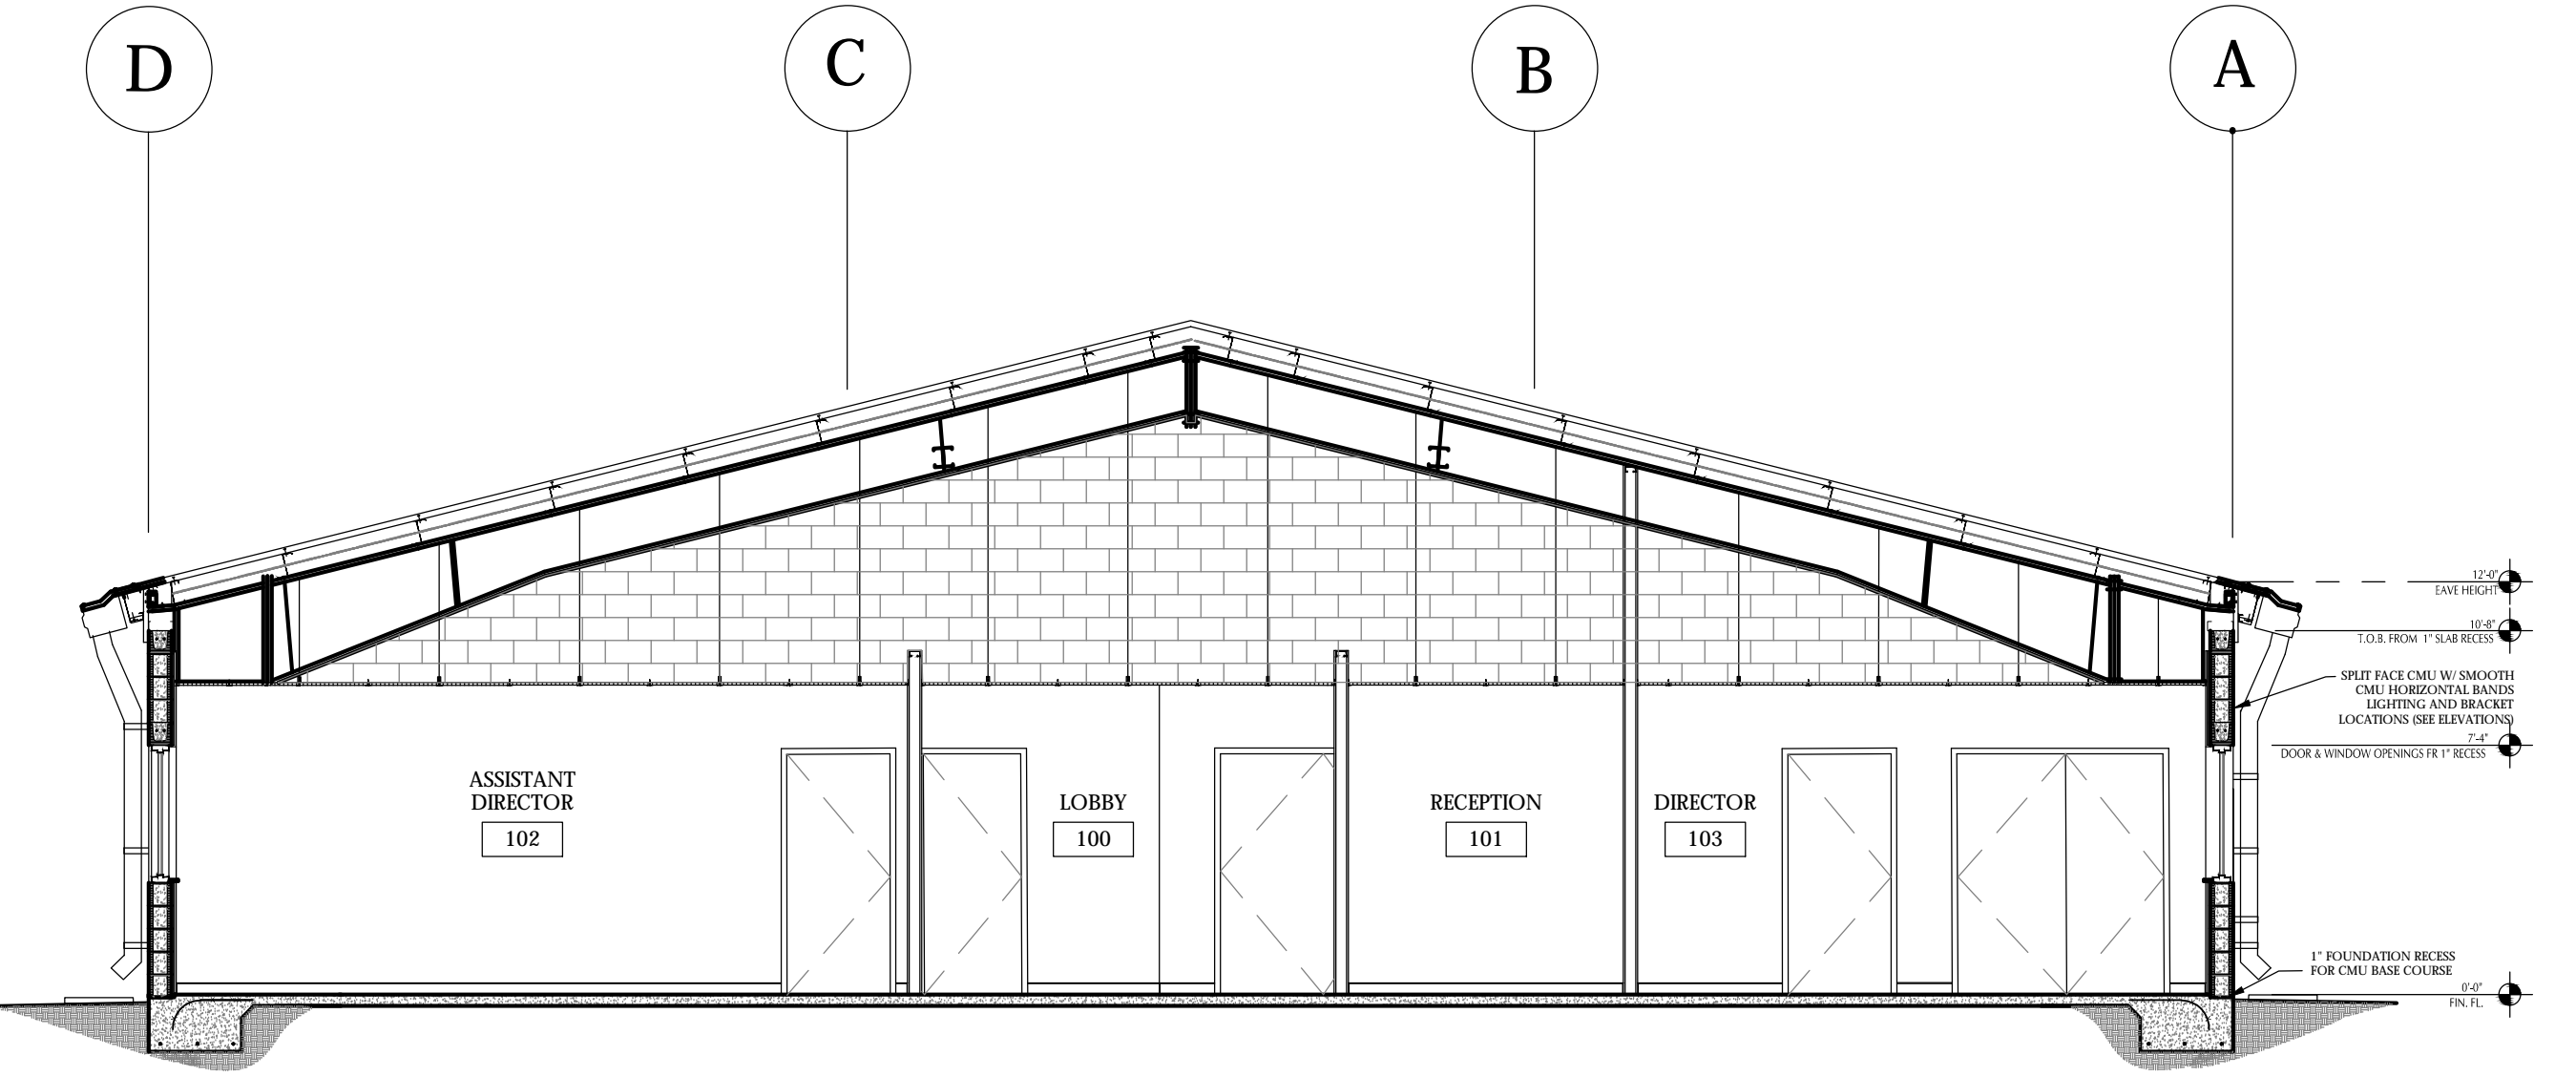 D
C
B
A
12'-0"
EAVE HEIGHT
10'-8"
T.O.B. FROM 1" SLAB RECESS
SPLIT FACE CMU W/ SMOOTH
CMU HORIZONTAL BANDS
LIGHTING AND BRACKET
LOCATIONS (SEE ELEVATIONS)
7'-4"
DOOR & WINDOW OPENINGS FR 1" RECESS
ASSISTANT
DIRECTOR
102
LOBBY
100
RECEPTION
101
DIRECTOR
103
1" FOUNDATION RECESS
FOR CMU BASE COURSE
0'-0"
FIN. FL.